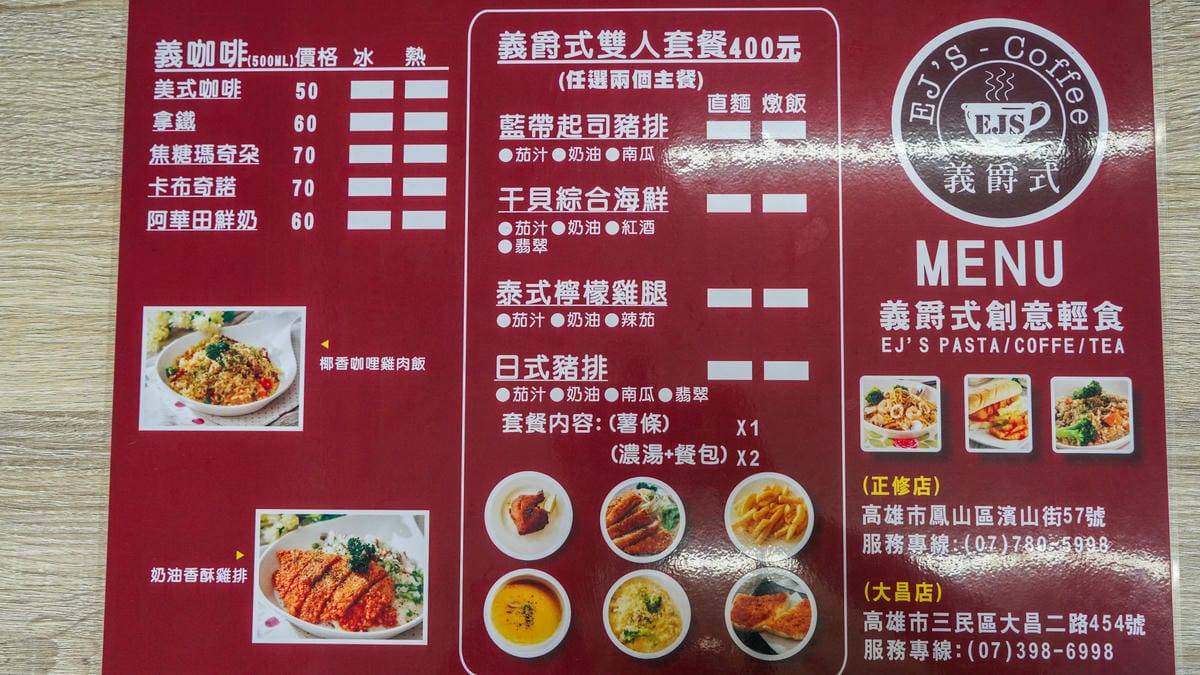 義咖啡(500ML)價格 冰 熱
美式咖啡 50
拿鐵 60
焦糖瑪奇朵 70
卡布奇諾 70
阿華田鮮奶 60
椰香咖哩雞肉飯
奶油香酥雞排
義爵式雙人套餐400元
(任選兩個主餐)
直麵 燉飯
藍帶起司豬排
●茄汁●奶油●南瓜
干貝綜合海鮮
●茄汁●奶油●紅酒
●翡翠
泰式檸檬雞腿
●茄汁●奶油●辣茄
日式豬排
●茄汁●奶油●南瓜●翡翠
套餐內容:(薯條) X1
(濃湯+餐包) X2
EJ'S - Coffee
EJS
義爵式
MENU
義爵式創意輕食
EJ'S PASTA/COFFE/TEA
(正修店)
高雄市鳳山區濱山街57號
服務專線:(07)780-5998
(大昌店)
高雄市三民區大昌二路454號
服務專線:(07)398-6998